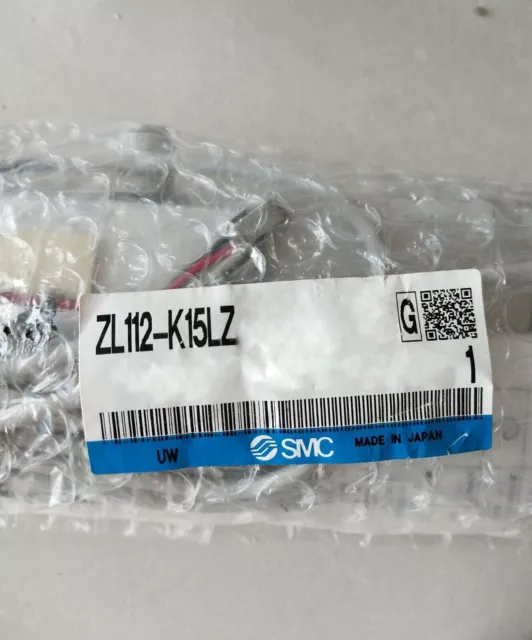 ZL112-K15LZ
G
1
UW SMC MADE IN JAPAN